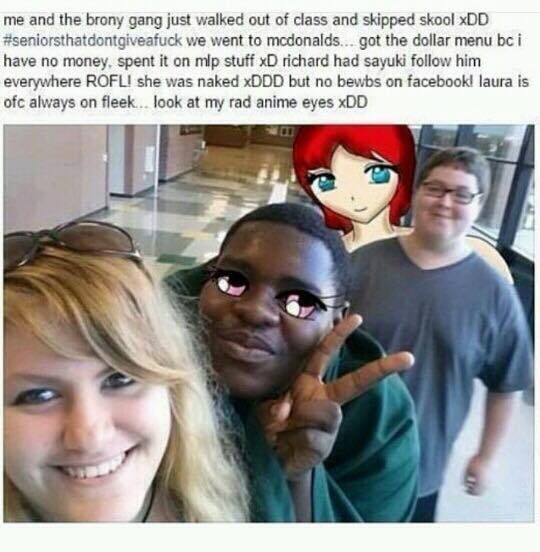 me and the brony gang just walked out of class and skipped skool xDD
#seniorsthatdontgiveafuck we went to mcdonalds... got the dollar menu bc i
have no money, spent it on mlp stuff xD richard had sayuki follow him
everywhere ROFL! she was naked xDDD but no bewbs on facebook! laura is
ofc always on fleek... look at my rad anime eyes xDD